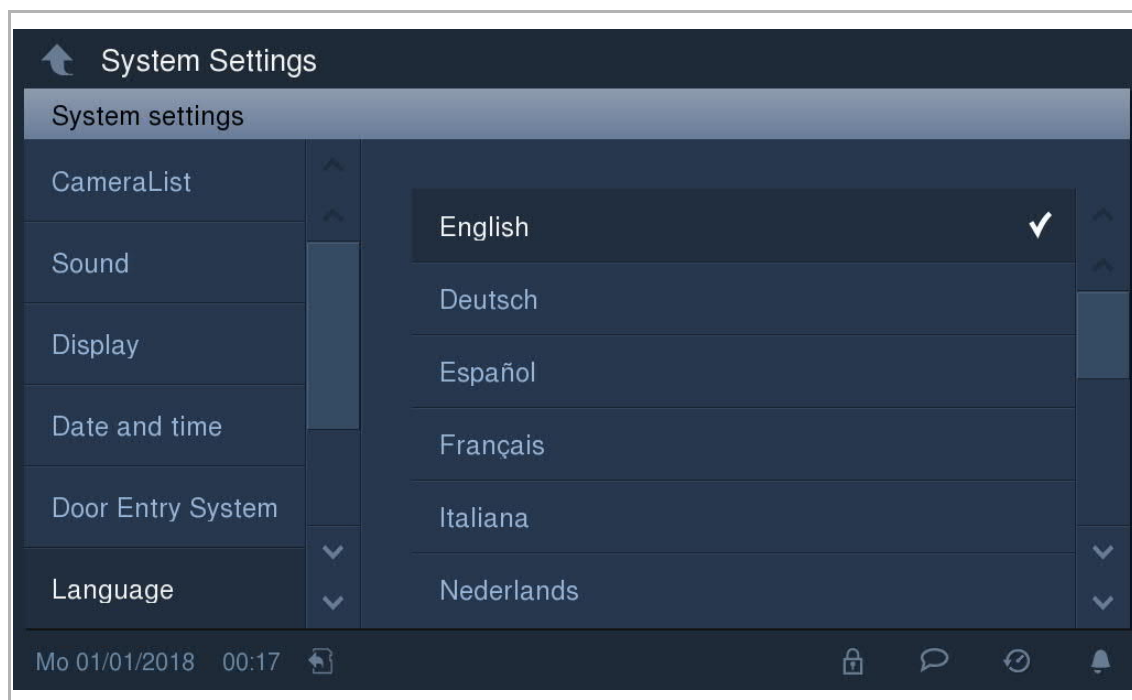 System Settings
System settings
CameraList
Sound
Display
Date and time
Door Entry System
Language
English
Deutsch
Español
Français
Italiana
Nederlands
Mo 01/01/2018 00:17